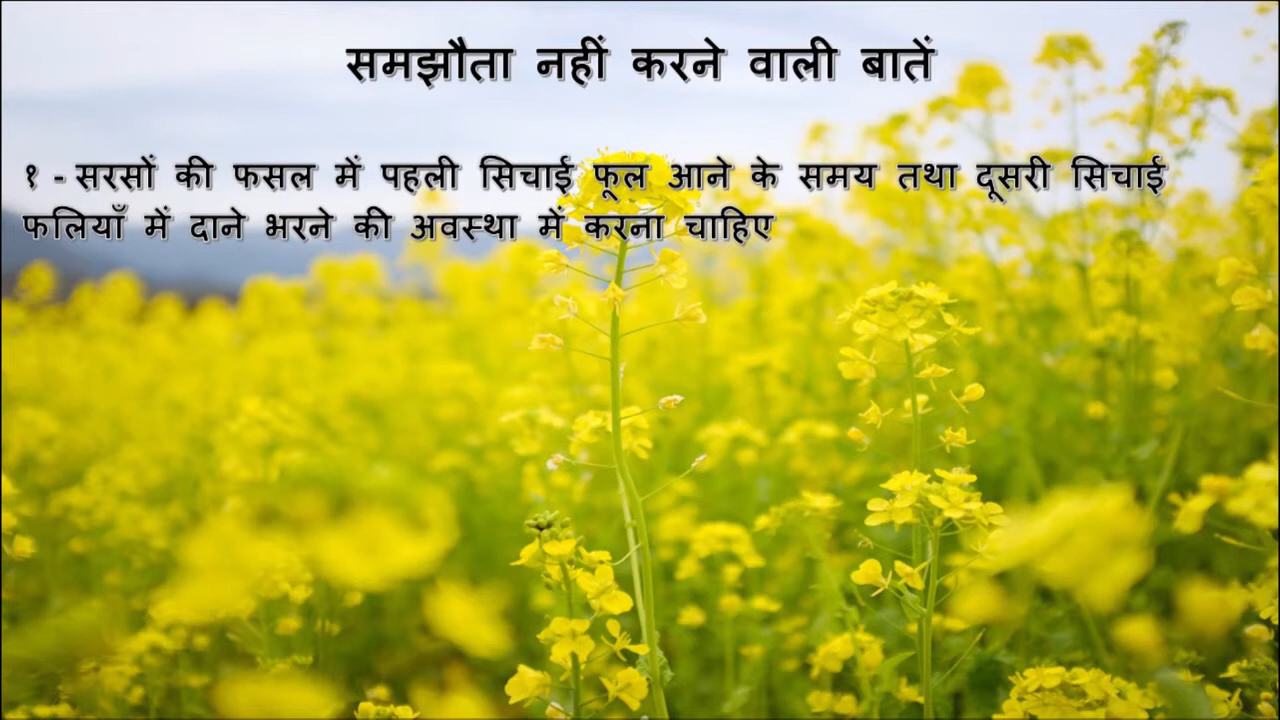 समझौता नहीं करने वाली बातें
१ - सरसों की फसल में पहली सिचाई फूल आने के समय तथा दूसरी सिचाई
फलियाँ में दाने भरने की अवस्था में करना चाहिए